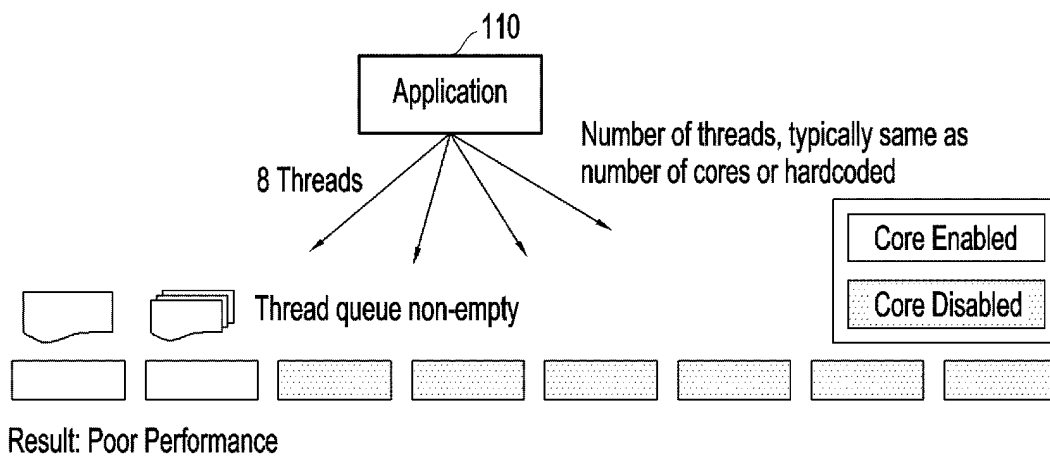 110
Application
Number of threads, typically same as
number of cores or hardcoded
8 Threads
Core Enabled
Core Disabled
Thread queue non-empty
Result: Poor Performance